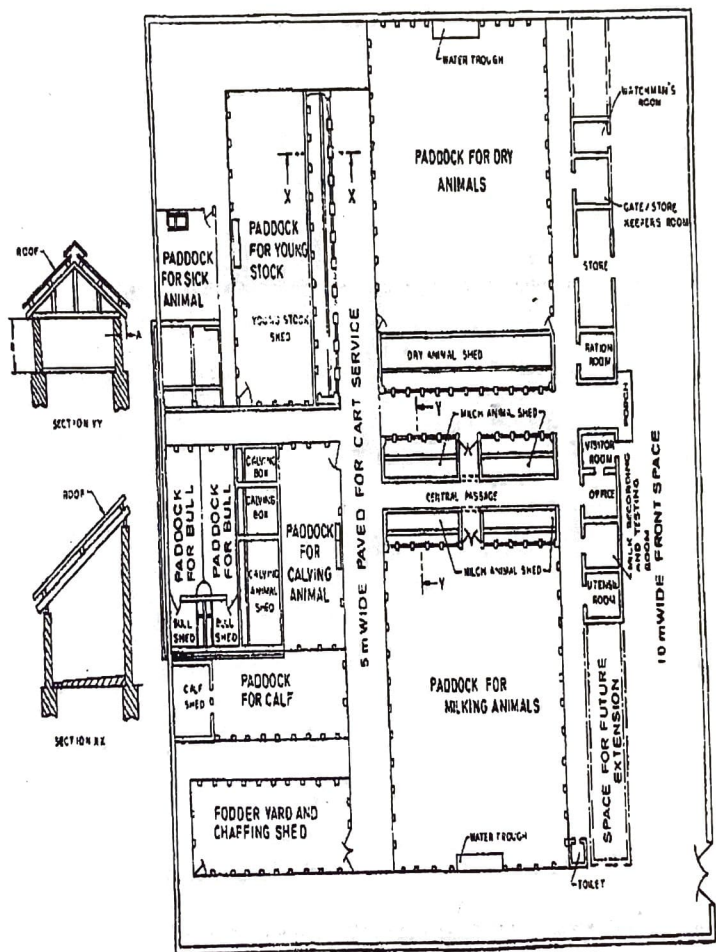 WATER TROUGH
WATCHMAN'S
ROOM
PADDOCK FOR DRY
ANIMALS
GATE/STORE
KEEPERS ROOM
X
X
PADDOCK
FOR YOUNG
STOCK
PADDOCK
FOR SICK
ANIMAL
ROOF
A
SECTION YY
STORE
YOUNG STOCK
SHED
DRY ANIMAL SHED
RATION
ROOM
PORCH
Y
MILCH ANIMAL SHED
VISITOR
ROOM
OFFICE
CENTRAL PASSAGE
MILCH ANIMAL SHED
Y
MILK RECORDING
AND TESTING
ROOM
UTENSIL
ROOM
5 m WIDE PAVED FOR CART SERVICE
10 m WIDE FRONT SPACE
CALVING
BOX
CALVING
BOX
CALVING
ANIMAL
SHED
PADDOCK
FOR BULL
PADDOCK
FOR BULL
PADDOCK
FOR
CALVING
ANIMAL
BULL
SHED
BULL
SHED
ROOF
SECTION XX
CALF
SHED
PADDOCK
FOR CALF
PADDOCK FOR
MILKING ANIMALS
SPACE FOR FUTURE
EXTENSION
FODDER YARD AND
CHAFFING SHED
WATER TROUGH
TOILET